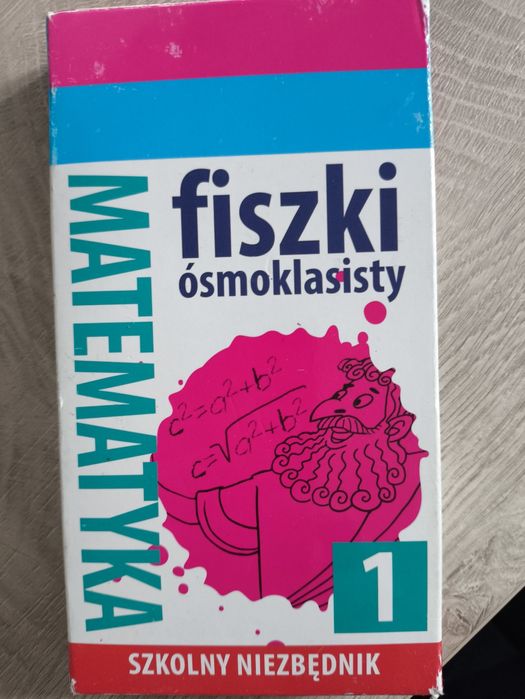 MATEMATYKA
fiszki
ósmoklasisty
c²=a²+b²
c=√a²+b²
1
SZKOLNY NIEZBĘDNIK